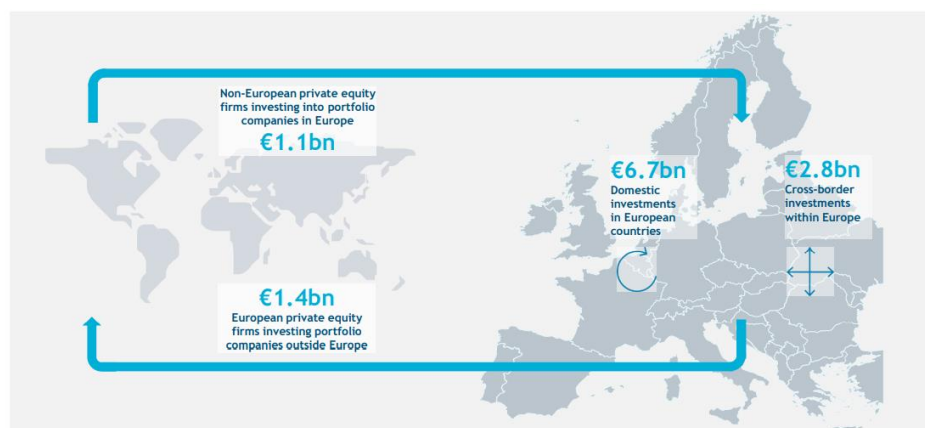 Non-European private equity
firms investing into portfolio
companies in Europe
€1.1bn
€6.7bn
Domestic
investments
in European
countries
€2.8bn
Cross-border
investments
within Europe
€1.4bn
European private equity
firms investing portfolio
companies outside Europe